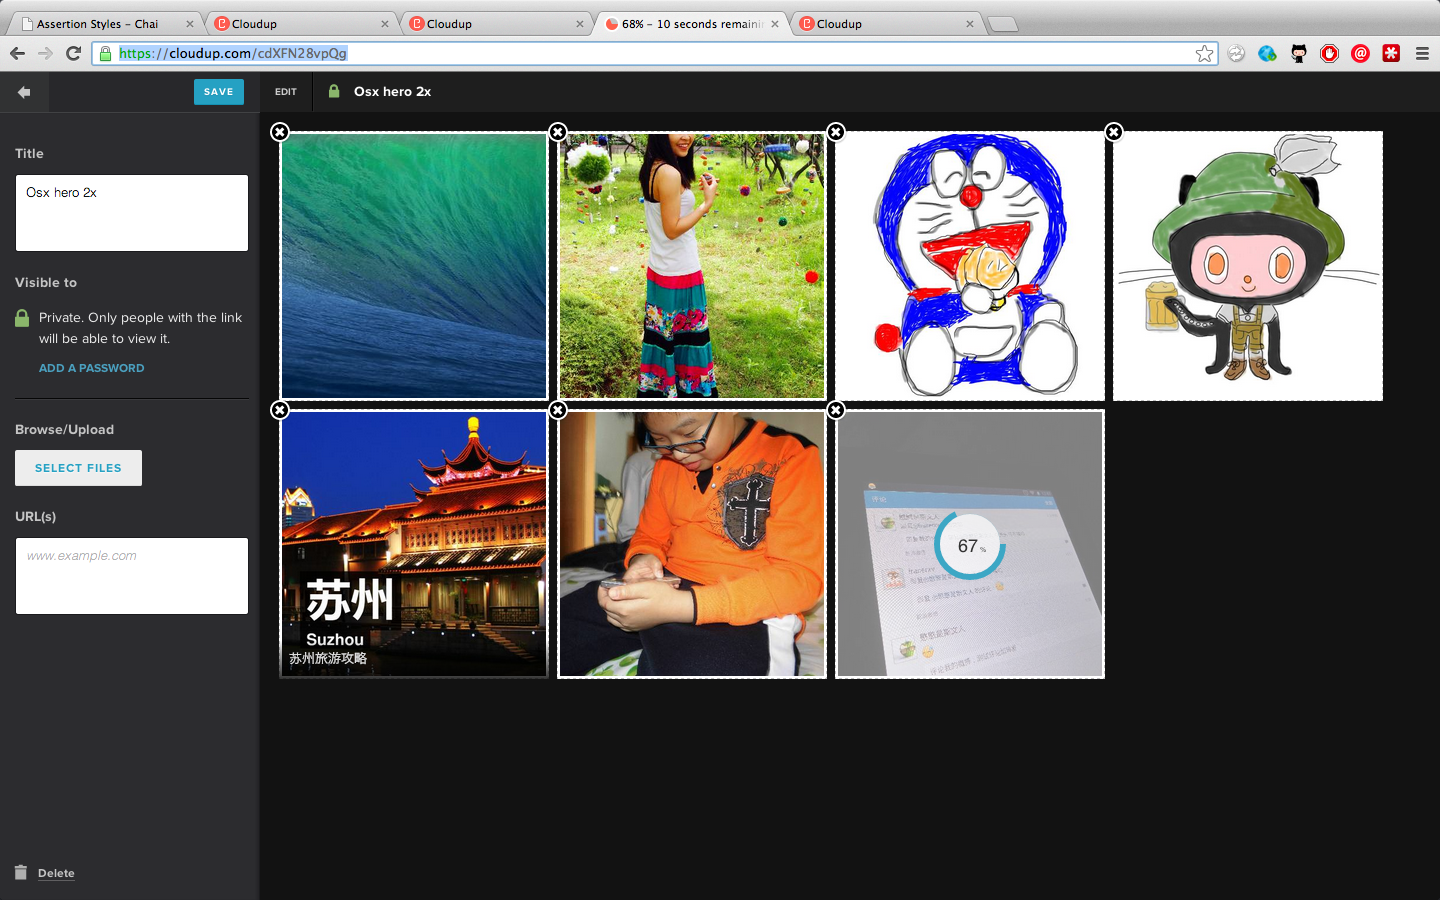 Assertion Styles – Chai
Cloudup
Cloudup
68% – 10 seconds remainin
Cloudup
https://cloudup.com/cdXFN28vpQg
SAVE
EDIT
Osx hero 2x
Title
Osx hero 2x
Visible to
Private. Only people with the link
will be able to view it.
ADD A PASSWORD
Browse/Upload
SELECT FILES
URL(s)
www.example.com
Delete
苏州
Suzhou
苏州旅游攻略
评论
67 %